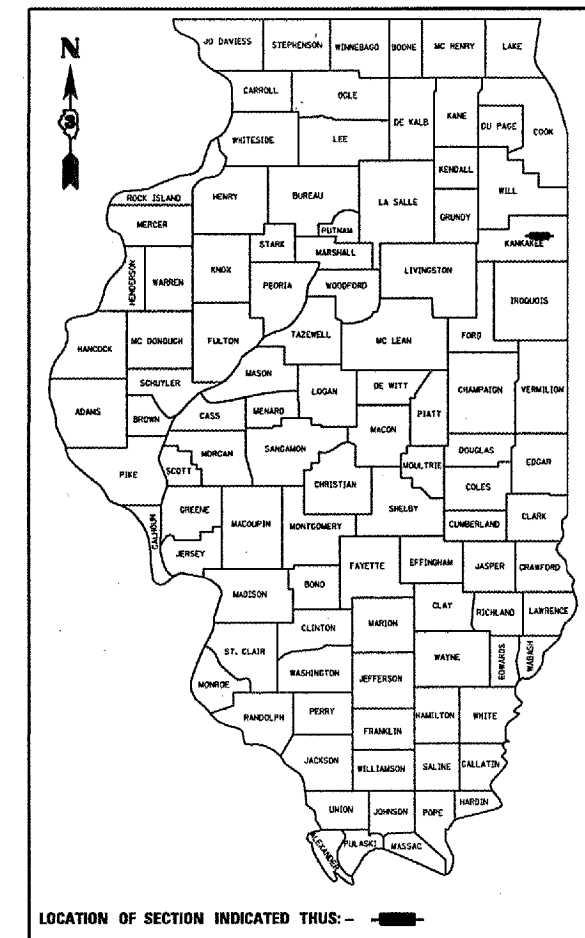 JO DAVIESS STEPHENSON WINNEBAGO BOONE MC HENRY LAKE
N
CARROLL OGLE DE KALB KANE DU PAGE COOK
WHITESIDE LEE
KENDALL WILL
ROCK ISLAND HENRY BUREAU LA SALLE GRUNDY
MERCER PUTNAM
STARK MARSHALL KANKAKEE
HENDERSON WARREN KNOX PEORIA WOODFORD LIVINGSTON IROQUOIS
HANCOCK MC DONOUGH FULTON TAZEWELL MC LEAN FORD
SCHUYLER MASON
ADAMS BROWN CASS MENARD LOGAN DE WITT PIATT CHAMPAIGN VERMILION
MACON
PIKE SCOTT MORGAN SANGAMON MOULTRIE DOUGLAS EDGAR
CHRISTIAN COLES
GREENE SHELBY
CALHOUN MACOUPIN MONTGOMERY CUMBERLAND CLARK
JERSEY
FAYETTE EFFINGHAM JASPER CRAWFORD
MADISON BOND
CLAY RICHLAND LAWRENCE
CLINTON MARION
ST. CLAIR WAYNE EDWARDS WABASH
WASHINGTON JEFFERSON
MONROE
RANDOLPH PERRY HAMILTON WHITE
FRANKLIN
JACKSON WILLIAMSON SALINE GALLATIN
HARDIN
UNION JOHNSON POPE
ALEXANDER PULASKI MASSAC
LOCATION OF SECTION INDICATED THUS: -